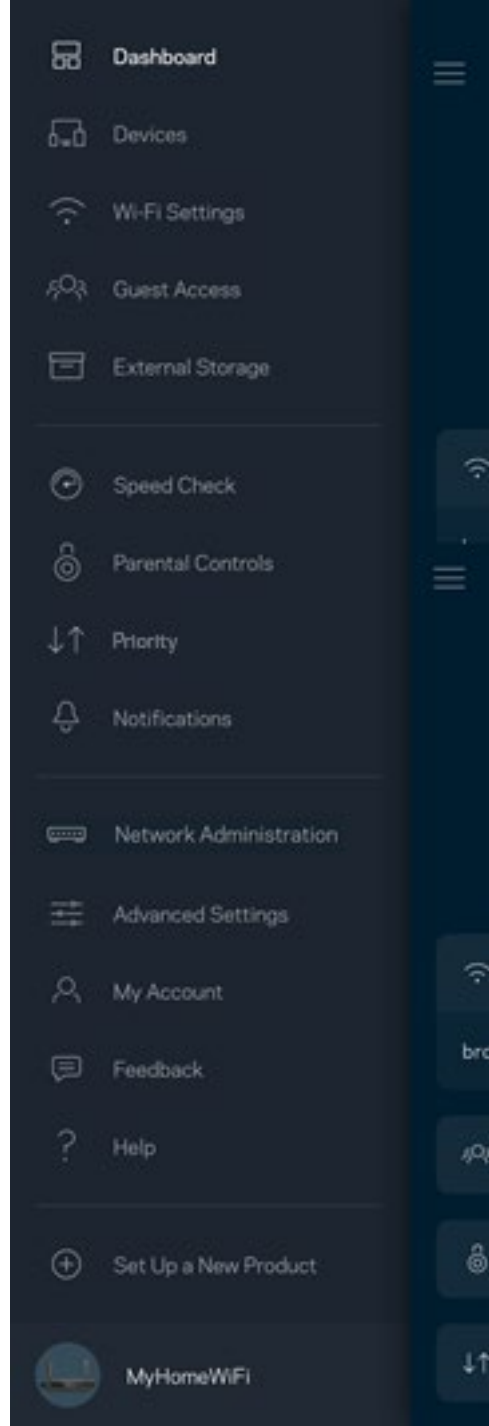 Dashboard
Devices
Wi-Fi Settings
Guest Access
External Storage
Speed Check
Parental Controls
Priority
Notifications
Network Administration
Advanced Settings
My Account
Feedback
Help
Set Up a New Product
MyHomeWiFi